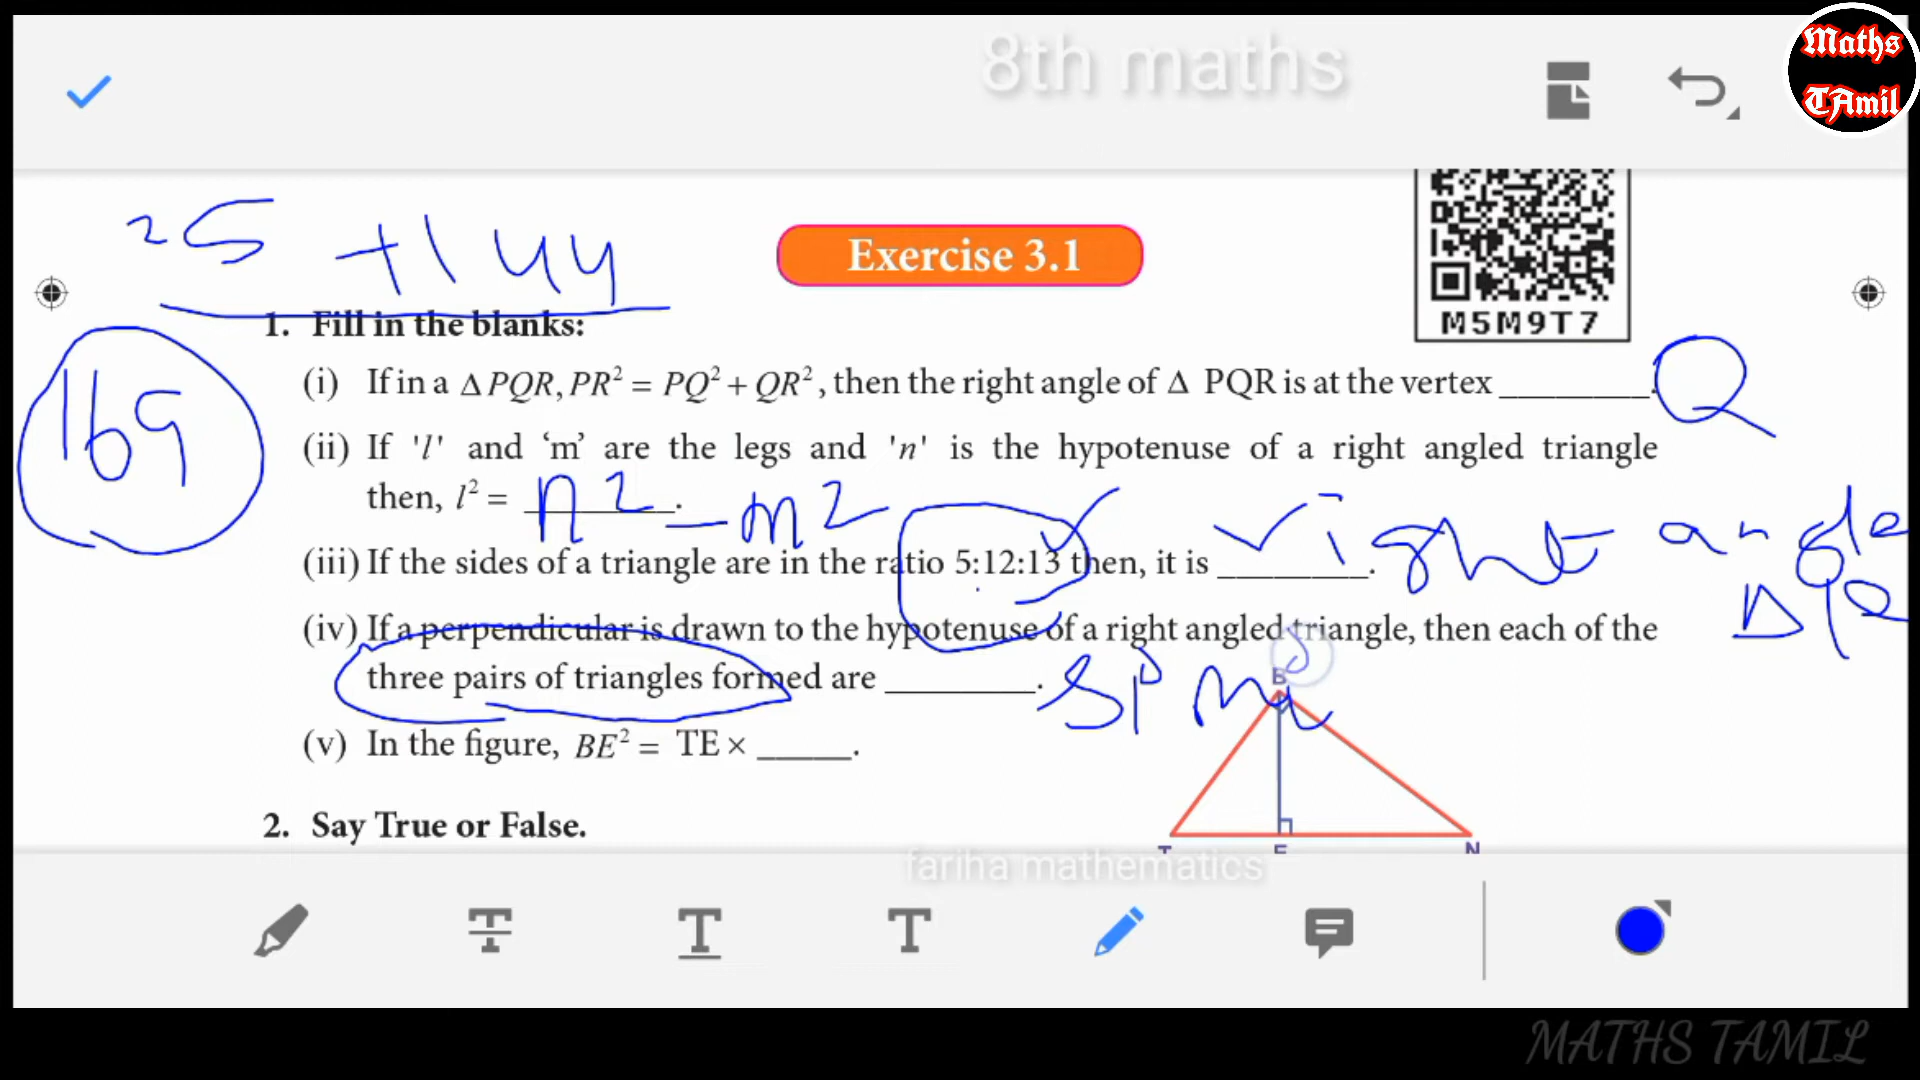 8th maths
Maths
TAmil
25 +144
Exercise 3.1
M5M9T7
169
1. Fill in the blanks:
(i) If in a Δ PQR, PR² = PQ² + QR², then the right angle of Δ PQR is at the vertex ________. Q
(ii) If 'l' and ‘m’ are the legs and 'n' is the hypotenuse of a right angled triangle
then, l² = ________. n² - m²
(iii) If the sides of a triangle are in the ratio 5:12:13 then, it is ________. right angle
Δle
(iv) If a perpendicular is drawn to the hypotenuse of a right angled triangle, then each of the
three pairs of triangles formed are ________.
B
(v) In the figure, BE² = TE × _____.
2. Say True or False.
T E N
fariha mathematics
T T T
MATHS TAMIL